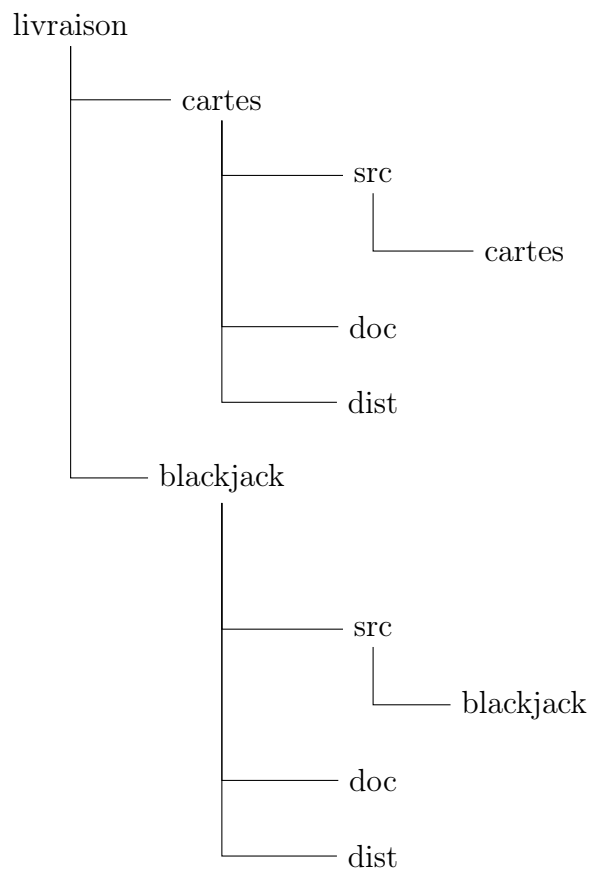 livraison
cartes
src
cartes
doc
dist
blackjack
src
blackjack
doc
dist